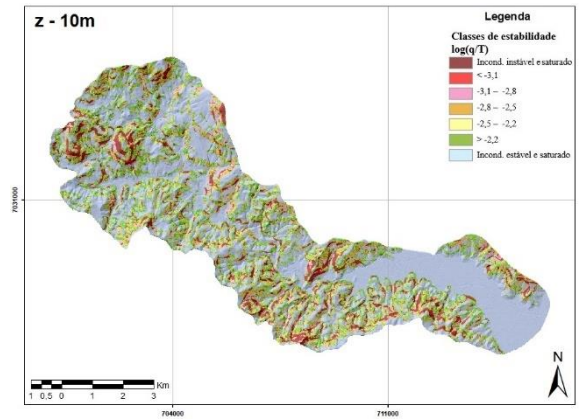 z - 10m
Legenda
Classes de estabilidade
log(q/T)
Incond. instável e saturado
< -3,1
-3,1 – -2,8
-2,8 – -2,5
-2,5 – -2,2
> -2,2
Incond. estável e saturado
7031000
Km
1 0,5 0 1 2 3
N
704000
711000